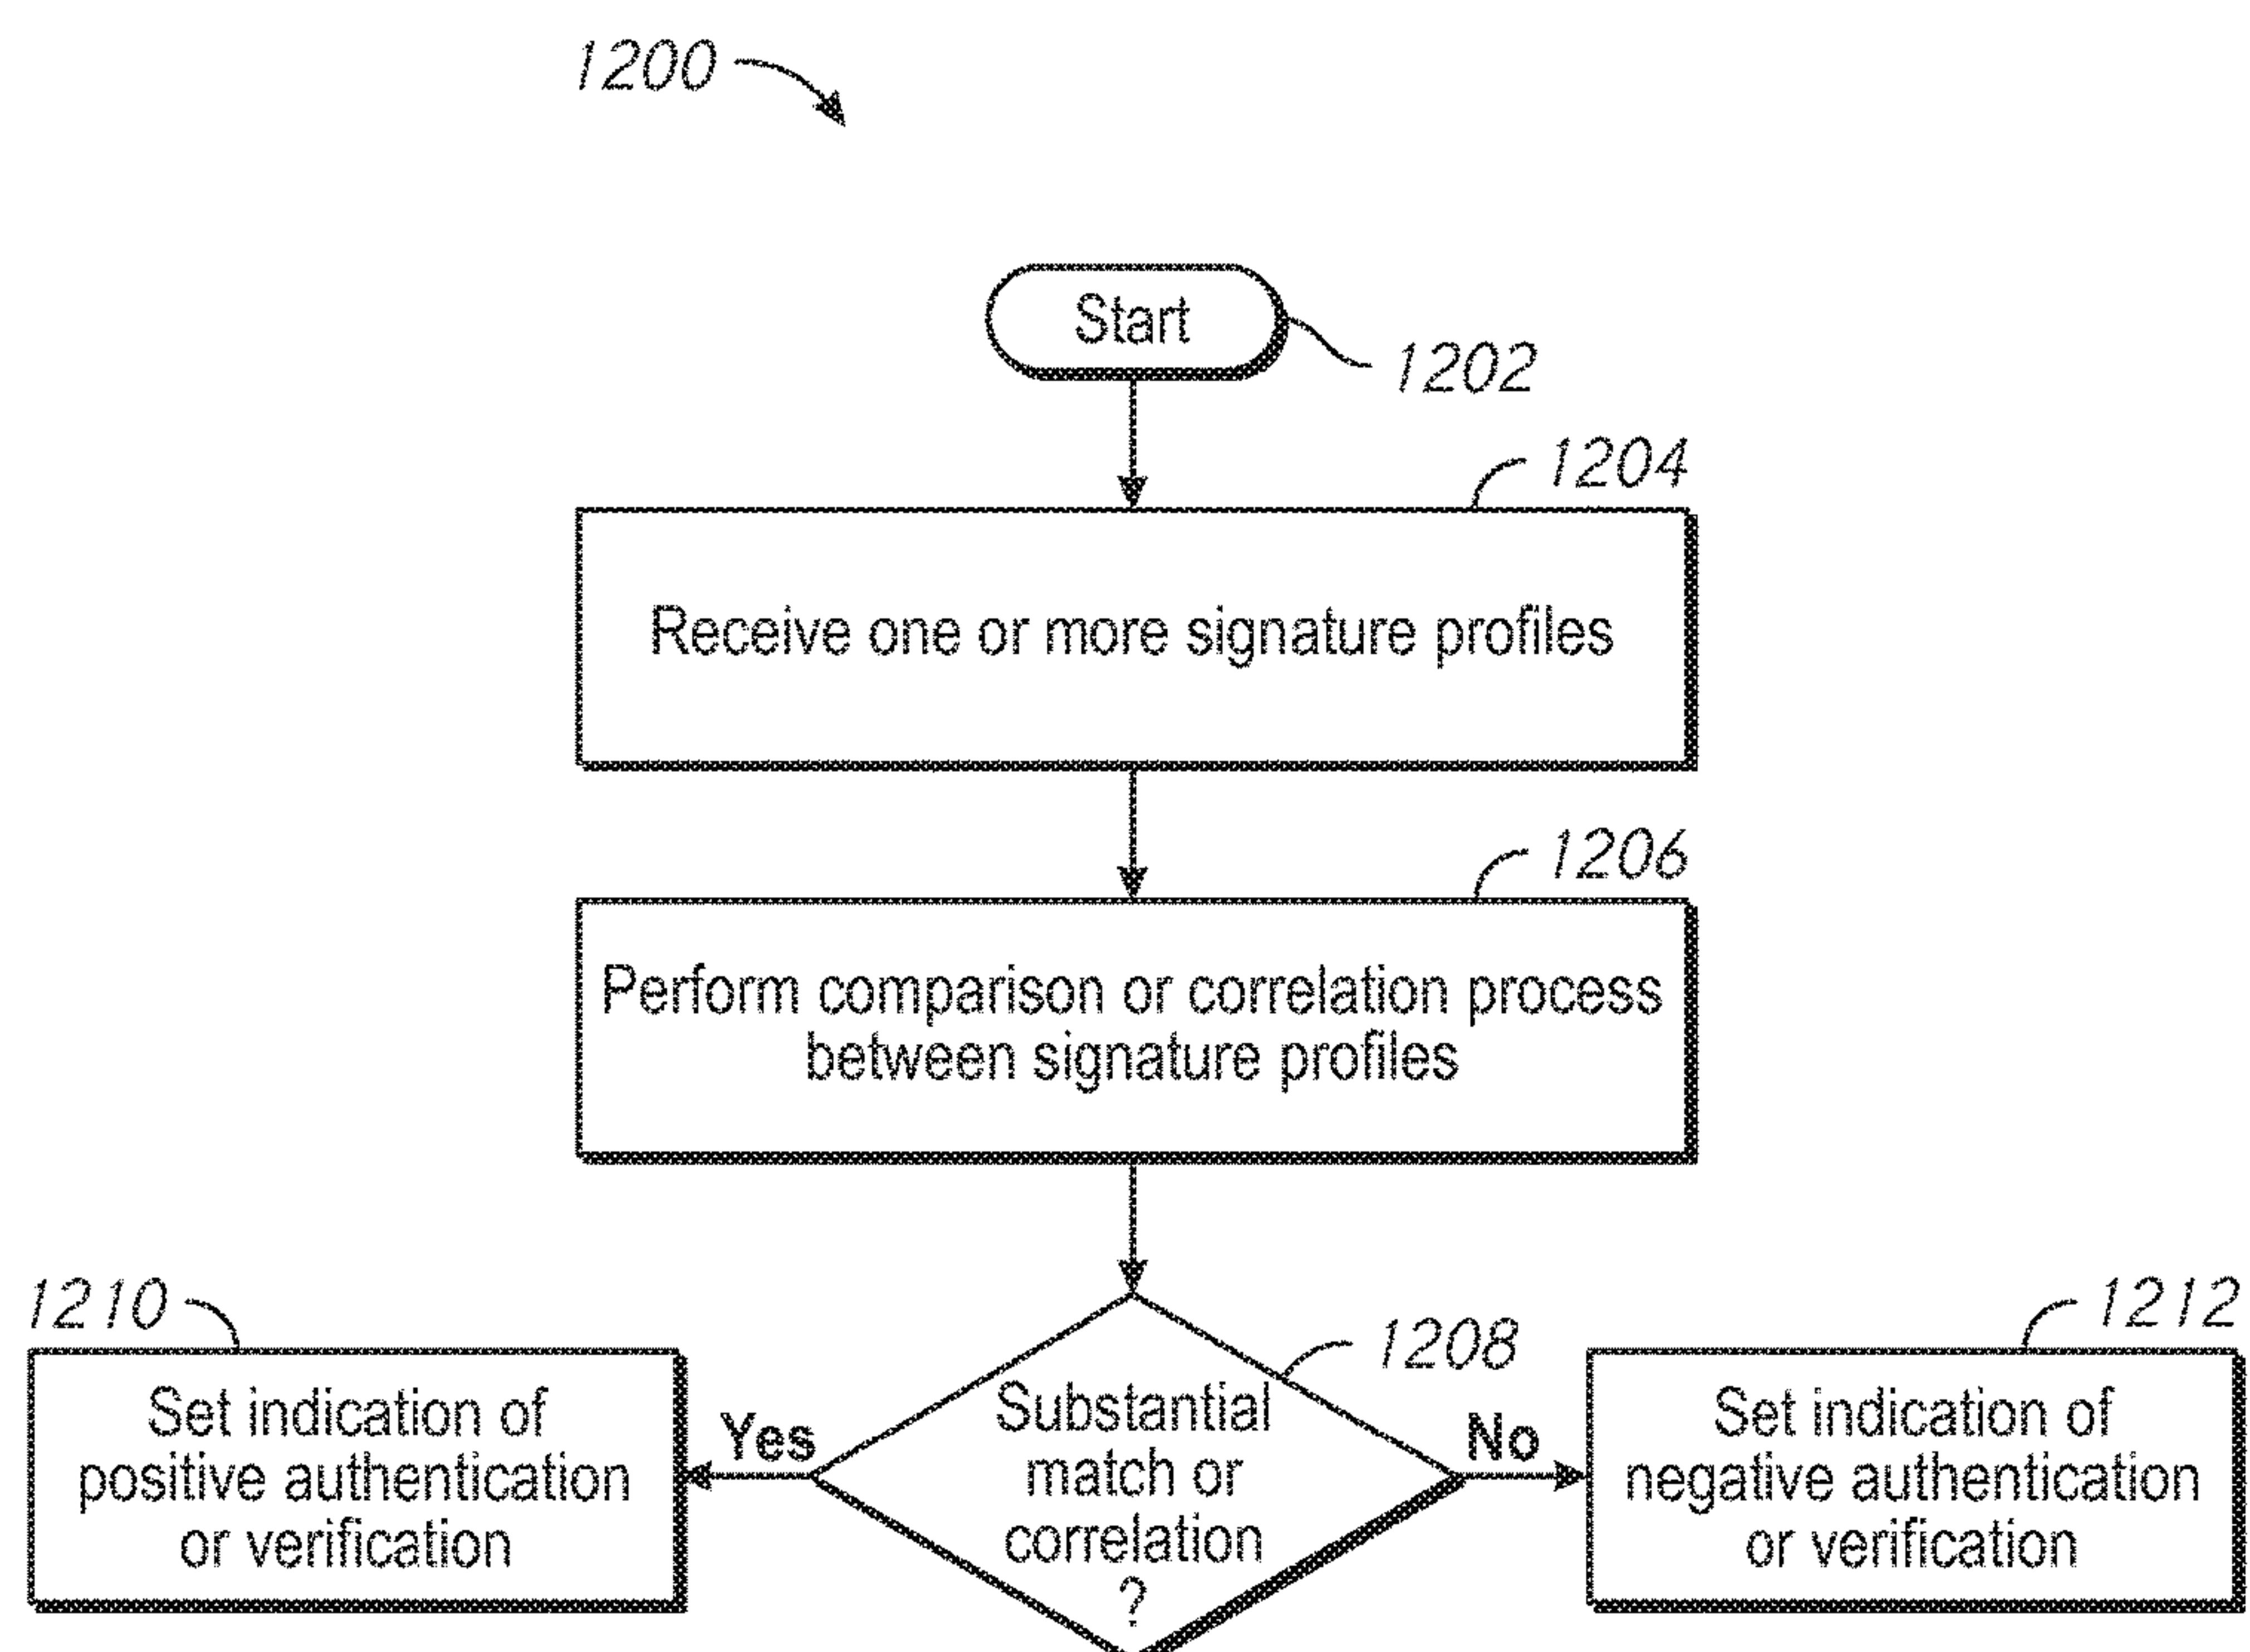 1200
Start
1202
1204
Receive one or more signature profiles
1206
Perform comparison or correlation process
between signature profiles
1210
Set indication of
positive authentication
or verification
Yes
1208
Substantial
match or
correlation
?
No
1212
Set indication of
negative authentication
or verification